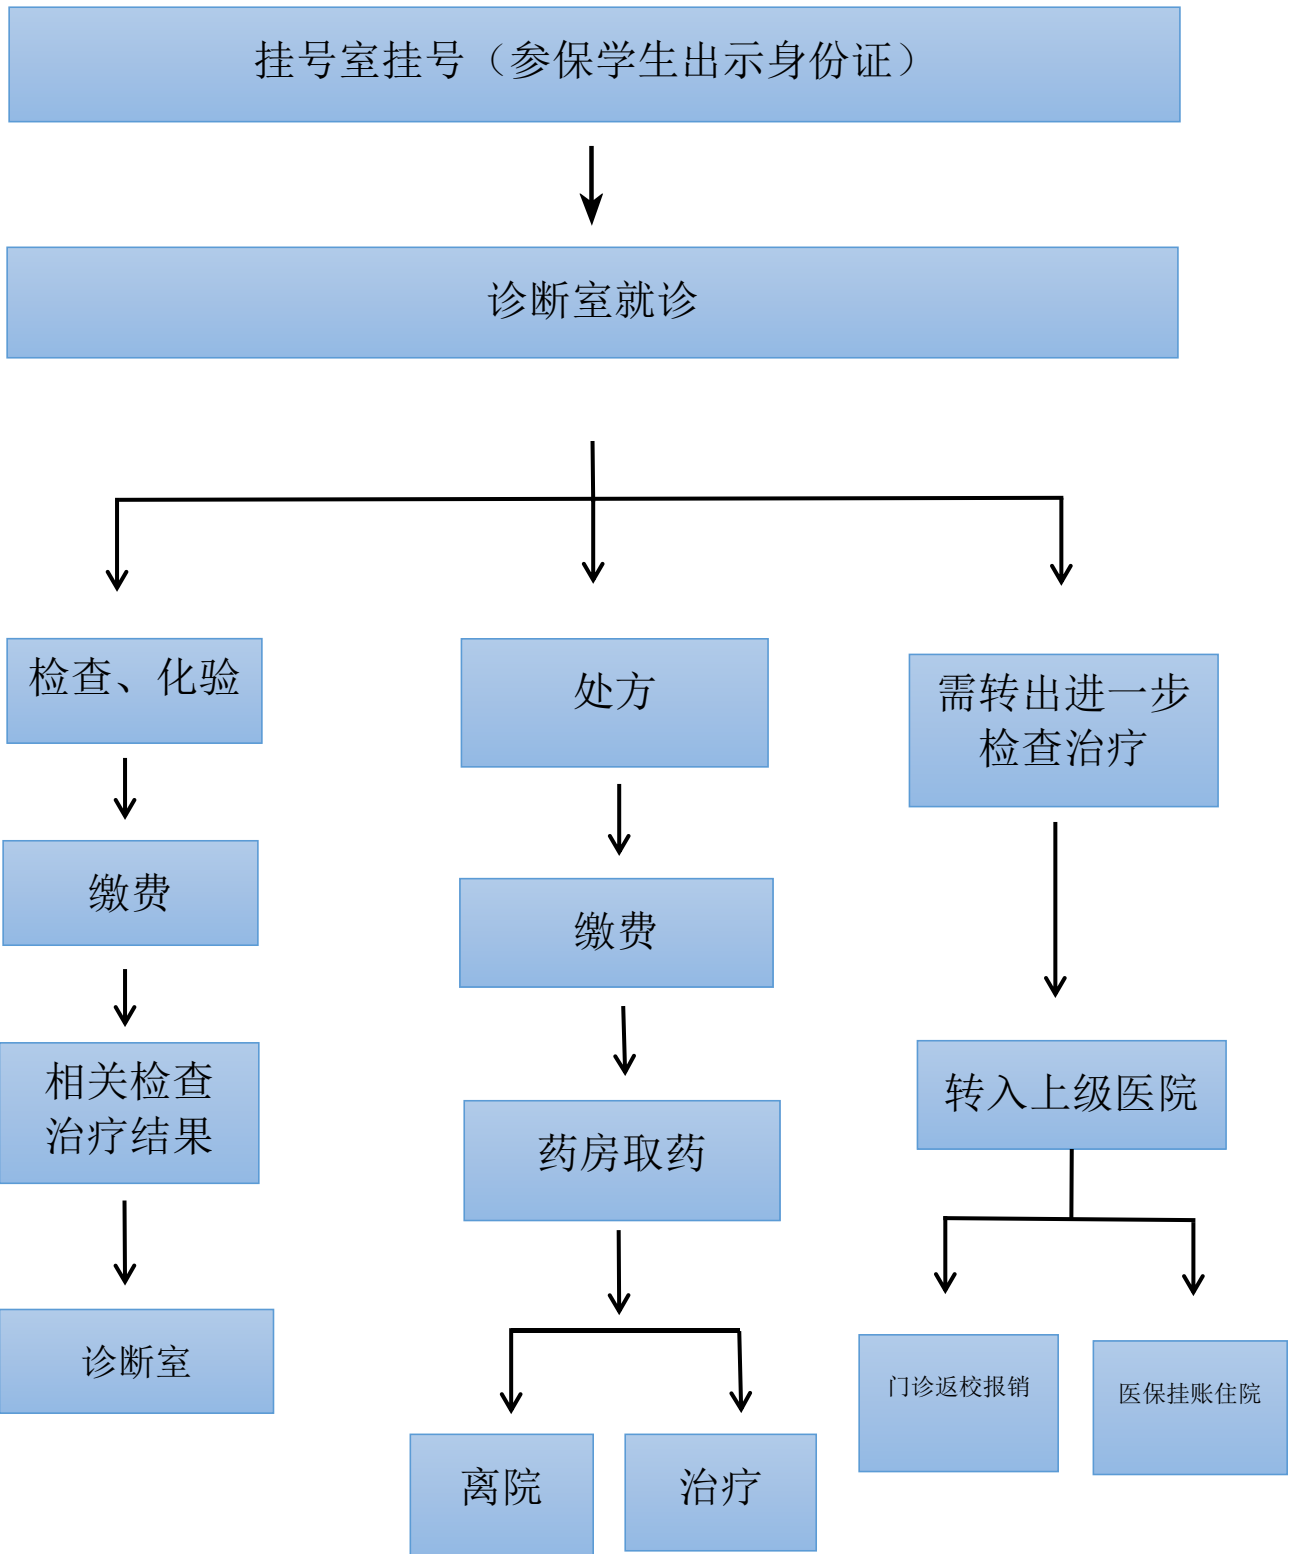 挂号室挂号（参保学生出示身份证）
诊断室就诊
检查、化验
处方
需转出进一步
检查治疗
缴费
缴费
相关检查
治疗结果
药房取药
转入上级医院
诊断室
门诊返校报销
医保挂账住院
离院
治疗